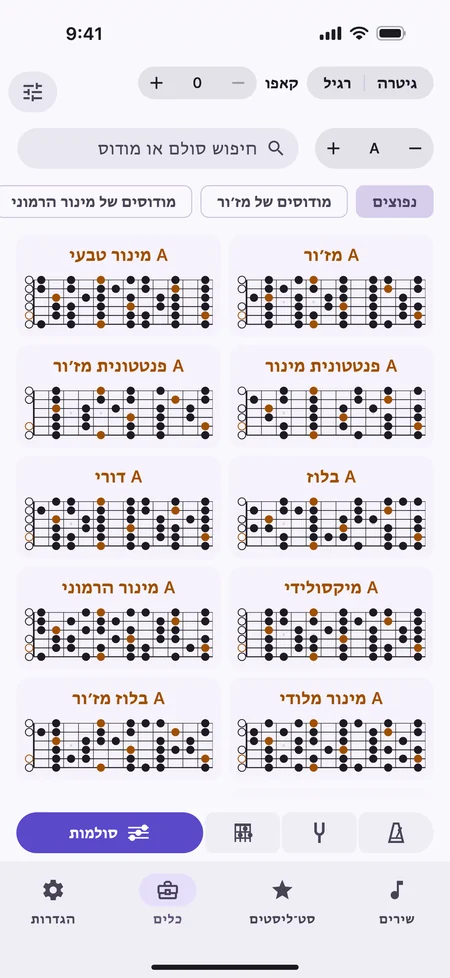 9:41
גיטרה רגיל קאפו − 0 +
− A +
חיפוש סולם או מודוס
נפוצים מודוסים של מז׳ור מודוסים של מינור הרמוני
A מז׳ור
A מינור טבעי
A פנטטונית מינור
A פנטטונית מז׳ור
A בלוז
A דורי
A מיקסולידי
A מינור הרמוני
A מינור מלודי
A בלוז מז׳ור
סולמות
שירים סט־ליסטים כלים הגדרות